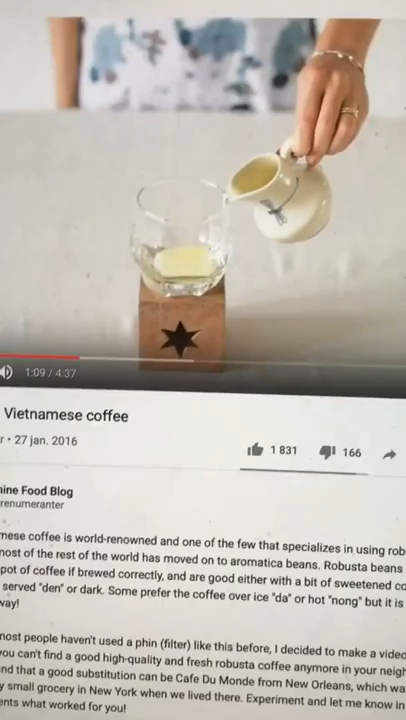 1:09 / 4:37
Vietnamese coffee
r • 27 jan. 2016
1 831
166
nine Food Blog
renumeranter
mese coffee is world-renowned and one of the few that specializes in using rob
most of the rest of the world has moved on to aromatica beans. Robusta beans
pot of coffee if brewed correctly, and are good either with a bit of sweetened co
served "den" or dark. Some prefer the coffee over ice "da" or hot "nong" but it is
way!
most people haven't used a phin (filter) like this before, I decided to make a video
you can't find a good high-quality and fresh robusta coffee anymore in your neigh
nd that a good substitution can be Cafe Du Monde from New Orleans, which wa
y small grocery in New York when we lived there. Experiment and let me know in
ents what worked for you!